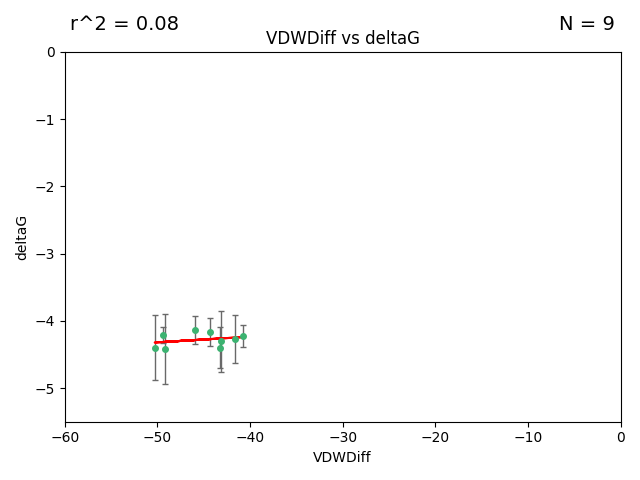 r^2 = 0.08
N = 9
VDWDiff vs deltaG
0
−1
−2
−3
−4
−5
deltaG
−60 −50 −40 −30 −20 −10 0
VDWDiff